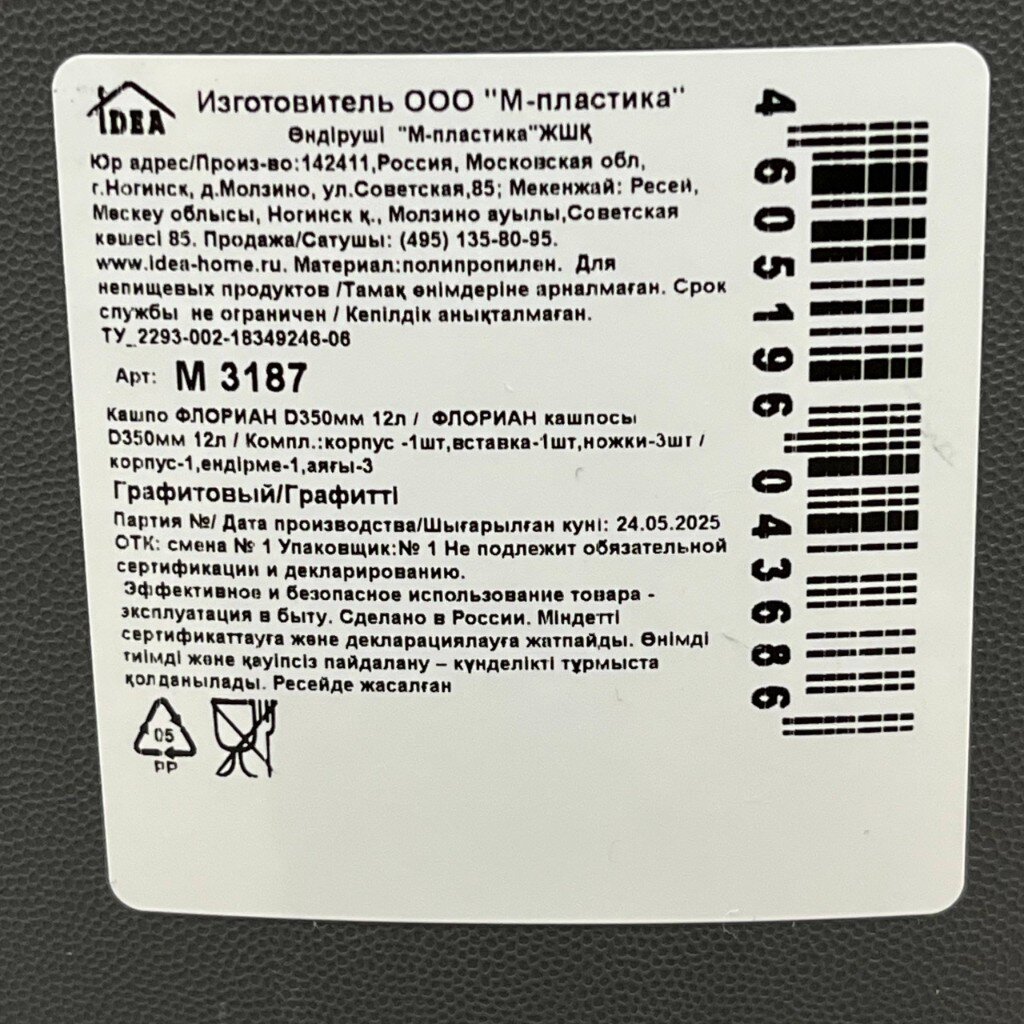 IDEA
Изготовитель ООО "М-пластика"
Өндіруші "М-пластика"ЖШҚ
Юр адрес/Произ-во:142411,Россия, Московская обл,
г.Ногинск, д.Молзино, ул.Советская,85; Мекенжай: Ресей,
Мәскеу облысы, Ногинск қ., Молзино ауылы,Советская
көшесі 85. Продажа/Сатушы: (495) 135-80-95.
www.idea-home.ru. Материал:полипропилен. Для
непищевых продуктов /Тамақ өнімдеріне арналмаған. Срок
службы не ограничен / Кепілдік анықталмаған.
ТУ_2293-002-18349246-08
Арт: М 3187
Кашпо ФЛОРИАН D350мм 12л / ФЛОРИАН кашпосы
D350мм 12л / Компл.:корпус -1шт,вставка-1шт,ножки-3шт /
корпус-1,ендірме-1,аяғы-3
Графитовый/Графитті
Партия №/ Дата производства/Шығарылған күні: 24.05.2025
ОТК: смена № 1 Упаковщик:№ 1 Не подлежит обязательной
сертификации и декларированию.
Эффективное и безопасное использование товара -
эксплуатация в быту. Сделано в России. Міндетті
сертификаттауға және декларациялауға жатпайды. Өнімді
тиімді және қауіпсіз пайдалану – күнделікті тұрмыста
қолданылады. Ресейде жасалған
05
PP
4 605196 043686